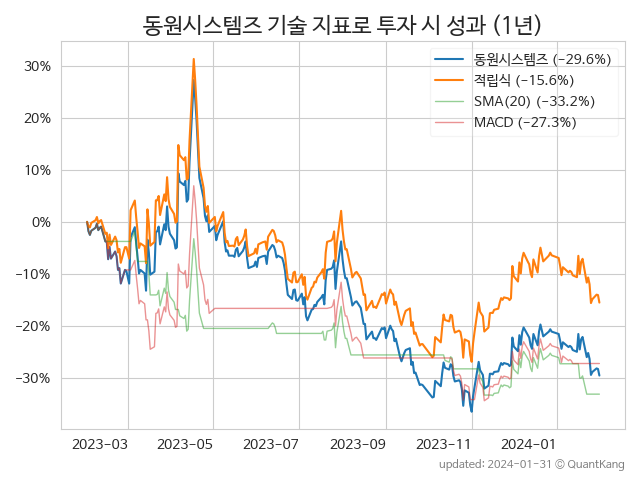 동원시스템즈 기술 지표로 투자 시 성과 (1년)
동원시스템즈 (−29.6%)
적립식 (−15.6%)
SMA(20) (−33.2%)
MACD (−27.3%)
30%
20%
10%
0%
−10%
−20%
−30%
2023−03 2023−05 2023−07 2023−09 2023−11 2024−01
updated: 2024-01-31 © QuantKang